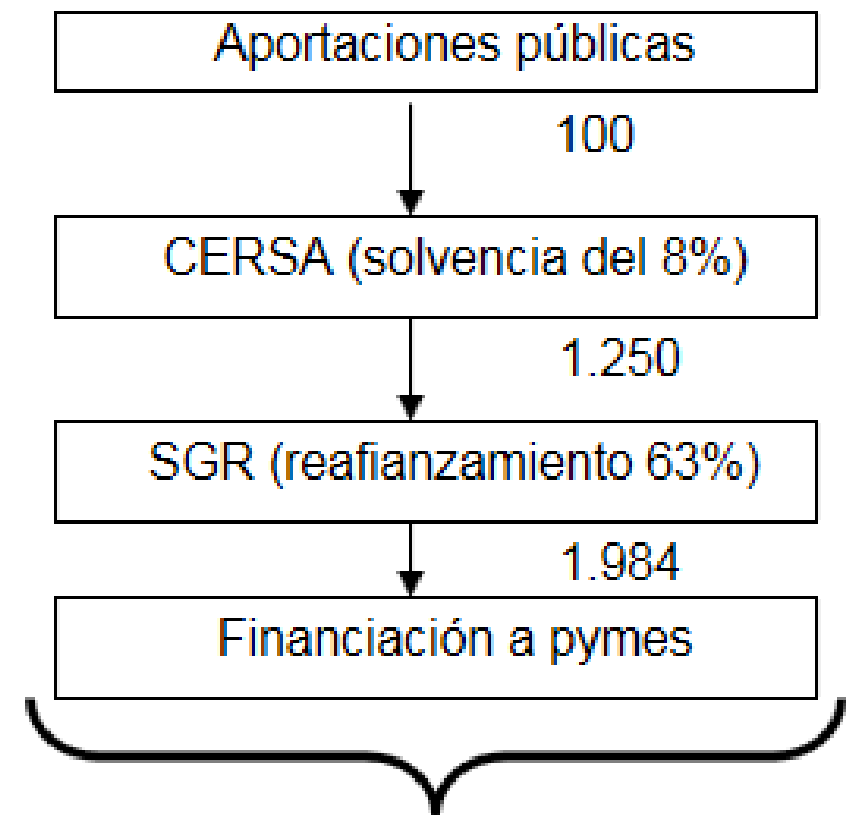 Aportaciones públicas
100
CERSA (solvencia del 8%)
1.250
SGR (reafianzamiento 63%)
1.984
Financiación a pymes